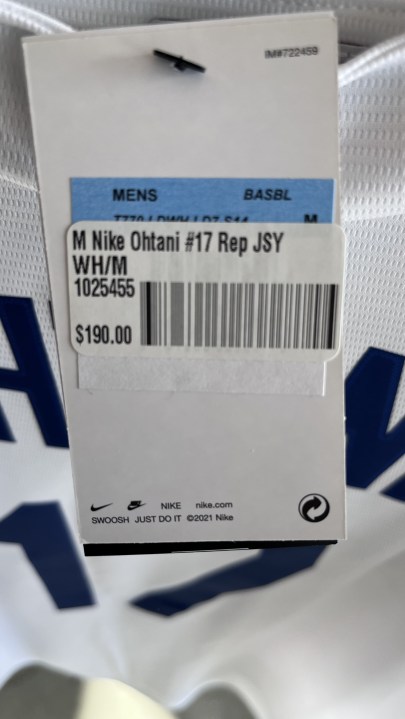 IM#722459
MENS BASBL
M
M Nike Ohtani #17 Rep JSY
WH/M
1025455
$190.00
NIKE nike.com
SWOOSH JUST DO IT ©2021 Nike